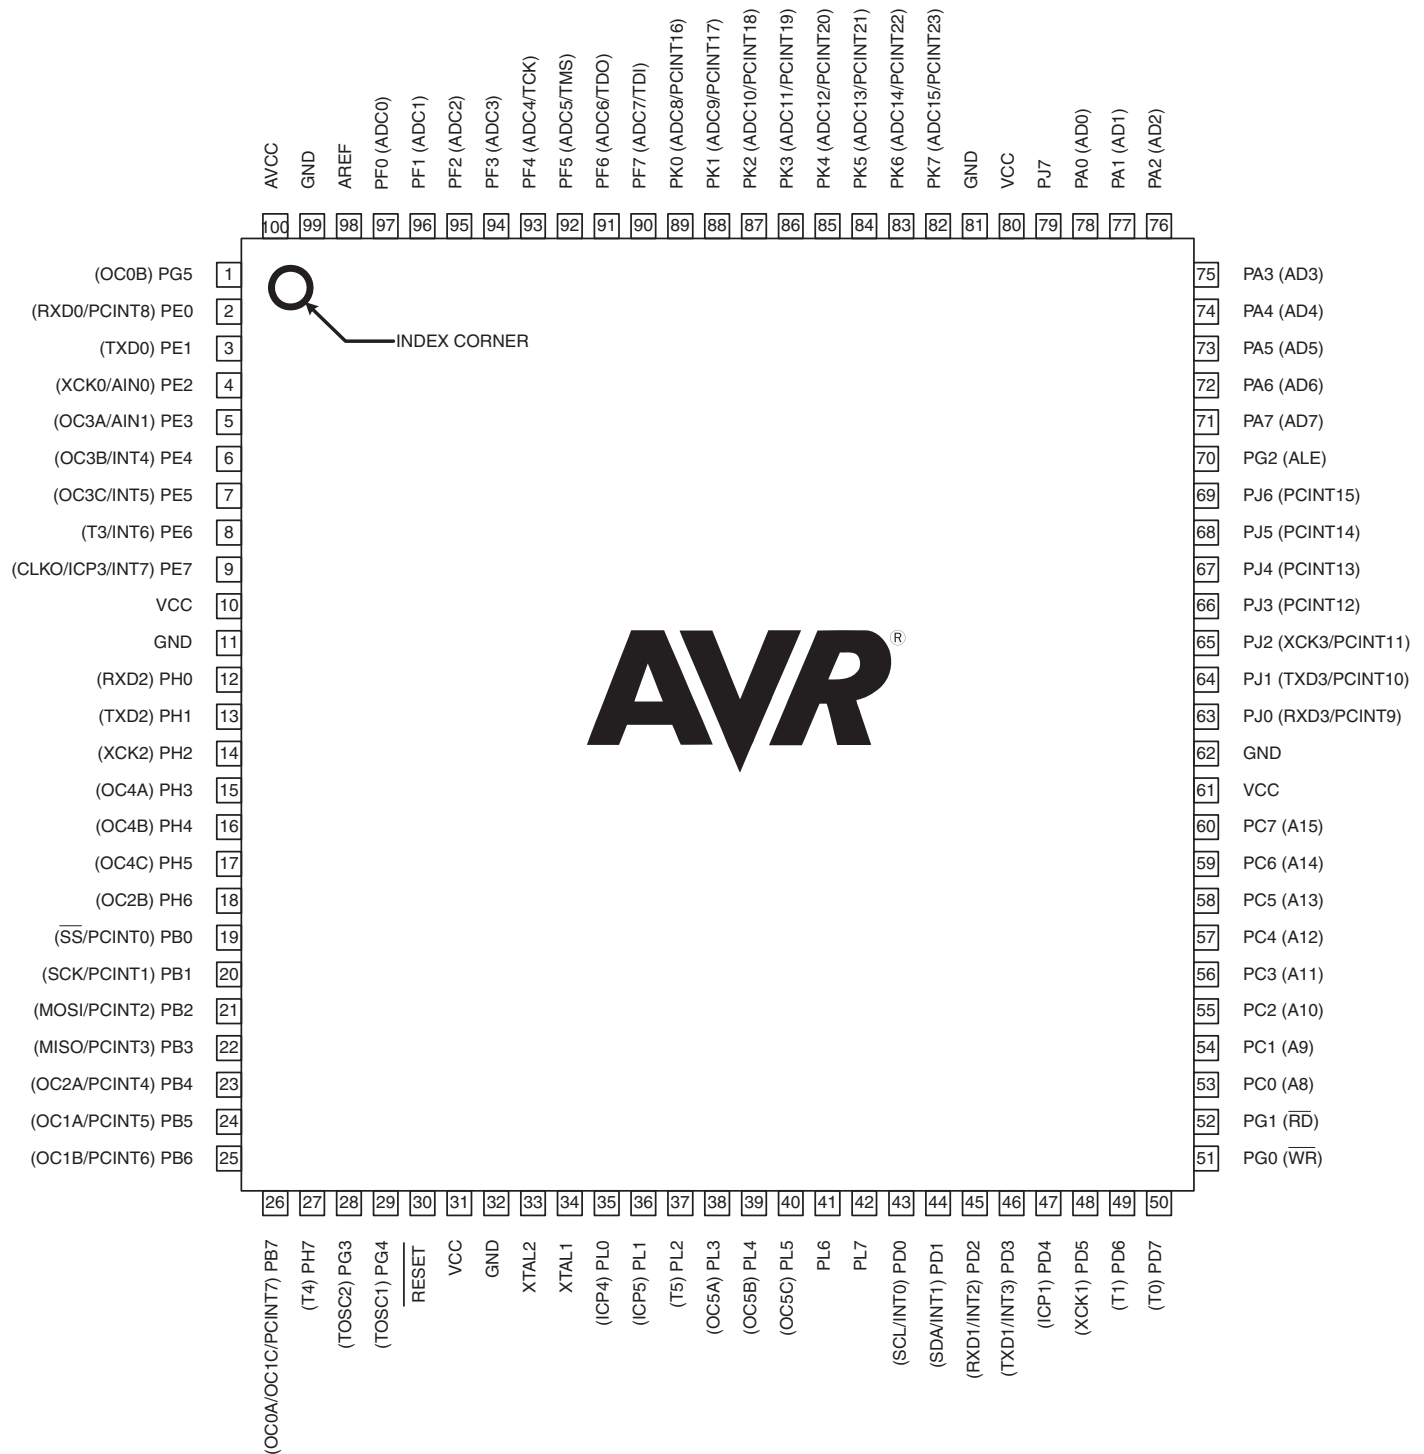 AVCC
GND
AREF
PF0 (ADC0)
PF1 (ADC1)
PF2 (ADC2)
PF3 (ADC3)
PF4 (ADC4/TCK)
PF5 (ADC5/TMS)
PF6 (ADC6/TDO)
PF7 (ADC7/TDI)
PK0 (ADC8/PCINT16)
PK1 (ADC9/PCINT17)
PK2 (ADC10/PCINT18)
PK3 (ADC11/PCINT19)
PK4 (ADC12/PCINT20)
PK5 (ADC13/PCINT21)
PK6 (ADC14/PCINT22)
PK7 (ADC15/PCINT23)
GND
VCC
PJ7
PA0 (AD0)
PA1 (AD1)
PA2 (AD2)
100 99 98 97 96 95 94 93 92 91 90 89 88 87 86 85 84 83 82 81 80 79 78 77 76
(OC0B) PG5 1
(RXD0/PCINT8) PE0 2
(TXD0) PE1 3
(XCK0/AIN0) PE2 4
(OC3A/AIN1) PE3 5
(OC3B/INT4) PE4 6
(OC3C/INT5) PE5 7
(T3/INT6) PE6 8
(CLKO/ICP3/INT7) PE7 9
VCC 10
GND 11
(RXD2) PH0 12
(TXD2) PH1 13
(XCK2) PH2 14
(OC4A) PH3 15
(OC4B) PH4 16
(OC4C) PH5 17
(OC2B) PH6 18
(SS/PCINT0) PB0 19
(SCK/PCINT1) PB1 20
(MOSI/PCINT2) PB2 21
(MISO/PCINT3) PB3 22
(OC2A/PCINT4) PB4 23
(OC1A/PCINT5) PB5 24
(OC1B/PCINT6) PB6 25
INDEX CORNER
AVR®
75 PA3 (AD3)
74 PA4 (AD4)
73 PA5 (AD5)
72 PA6 (AD6)
71 PA7 (AD7)
70 PG2 (ALE)
69 PJ6 (PCINT15)
68 PJ5 (PCINT14)
67 PJ4 (PCINT13)
66 PJ3 (PCINT12)
65 PJ2 (XCK3/PCINT11)
64 PJ1 (TXD3/PCINT10)
63 PJ0 (RXD3/PCINT9)
62 GND
61 VCC
60 PC7 (A15)
59 PC6 (A14)
58 PC5 (A13)
57 PC4 (A12)
56 PC3 (A11)
55 PC2 (A10)
54 PC1 (A9)
53 PC0 (A8)
52 PG1 (RD)
51 PG0 (WR)
26 27 28 29 30 31 32 33 34 35 36 37 38 39 40 41 42 43 44 45 46 47 48 49 50
(OC0A/OC1C/PCINT7) PB7
(T4) PH7
(TOSC2) PG3
(TOSC1) PG4
RESET
VCC
GND
XTAL2
XTAL1
(ICP4) PL0
(ICP5) PL1
(T5) PL2
(OC5A) PL3
(OC5B) PL4
(OC5C) PL5
PL6
PL7
(SCL/INT0) PD0
(SDA/INT1) PD1
(RXD1/INT2) PD2
(TXD1/INT3) PD3
(ICP1) PD4
(XCK1) PD5
(T1) PD6
(T0) PD7